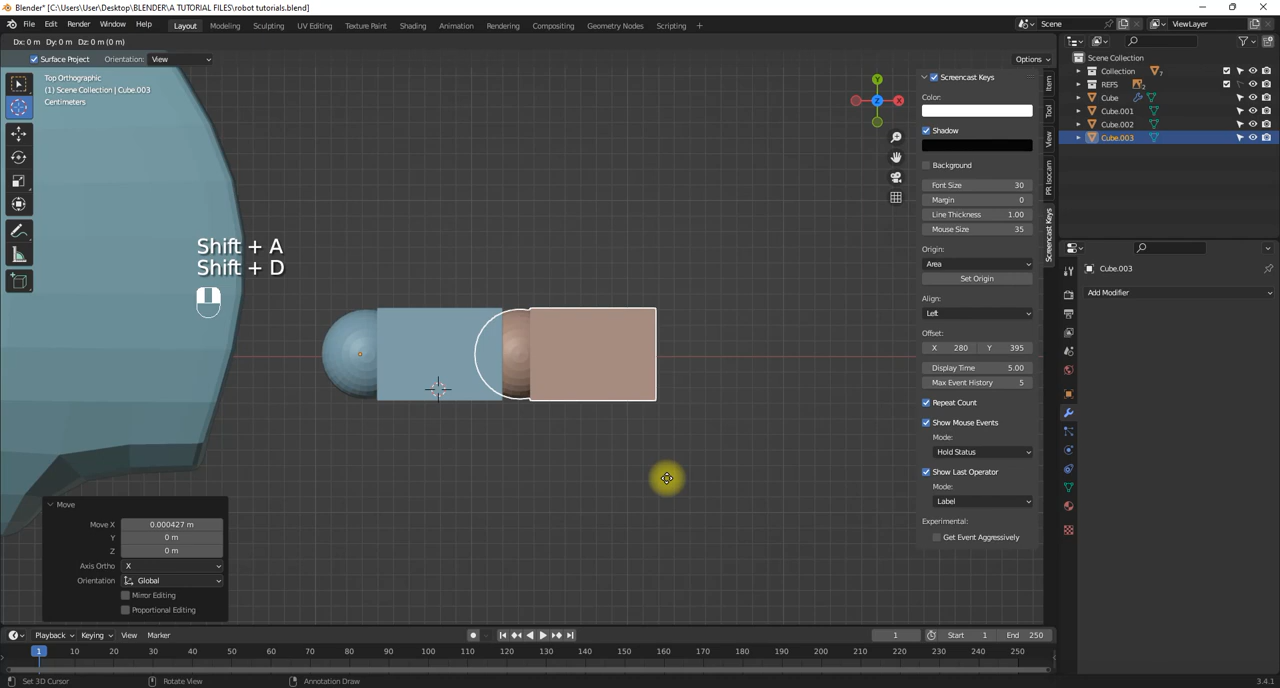 Blender* [C:\Users\User\Desktop\BLENDER\A TUTORIAL FILES\robot tutorials.blend]
File Edit Render Window Help Layout Modeling Sculpting UV Editing Texture Paint Shading Animation Rendering Compositing Geometry Nodes Scripting + Scene ViewLayer
Dx: 0 m Dy: 0 m Dz: 0 m (0 m)
Surface Project Orientation: View Options
Top Orthographic
(1) Scene Collection | Cube.003
Centimeters
Y
X
Z
Shift + A
Shift + D
Move
Move X 0.000427 m
Y 0 m
Z 0 m
Axis Ortho X
Orientation Global
Mirror Editing
Proportional Editing
Screencast Keys
Color:
Shadow
Background
Font Size 30
Margin 0
Line Thickness 1.00
Mouse Size 35
Origin:
Area
Set Origin
Align:
Left
Offset:
X 280 Y 395
Display Time 5.00
Max Event History 5
Repeat Count
Show Mouse Events
Mode:
Hold Status
Show Last Operator
Mode:
Label
Experimental:
Get Event Aggressively
Item
Tool
View
PR Isocam
Screencast Keys
Scene Collection
Collection 7
REFS 2
Cube
Cube.001
Cube.002
Cube.003
Cube.003
Add Modifier
Playback Keying View Marker 1 Start 1 End 250
1 10 20 30 40 50 60 70 80 90 100 110 120 130 140 150 160 170 180 190 200 210 220 230 240 250
Set 3D Cursor Rotate View Annotation Draw 3.4.1